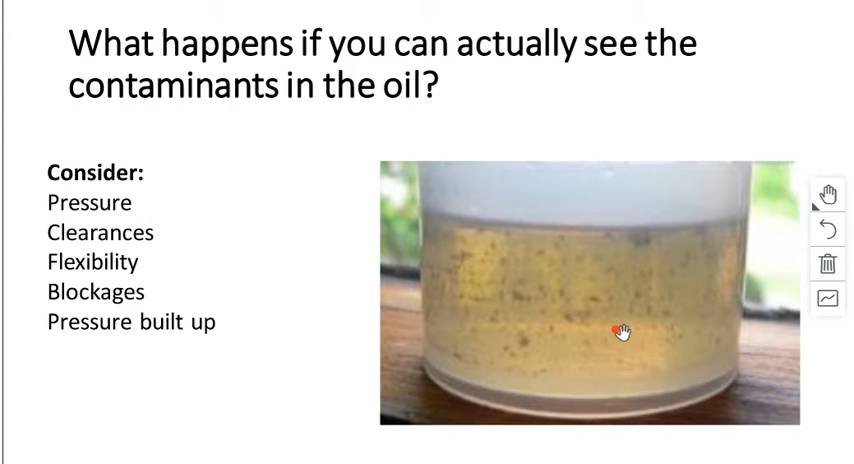 What happens if you can actually see the
contaminants in the oil?
Consider:
Pressure
Clearances
Flexibility
Blockages
Pressure built up